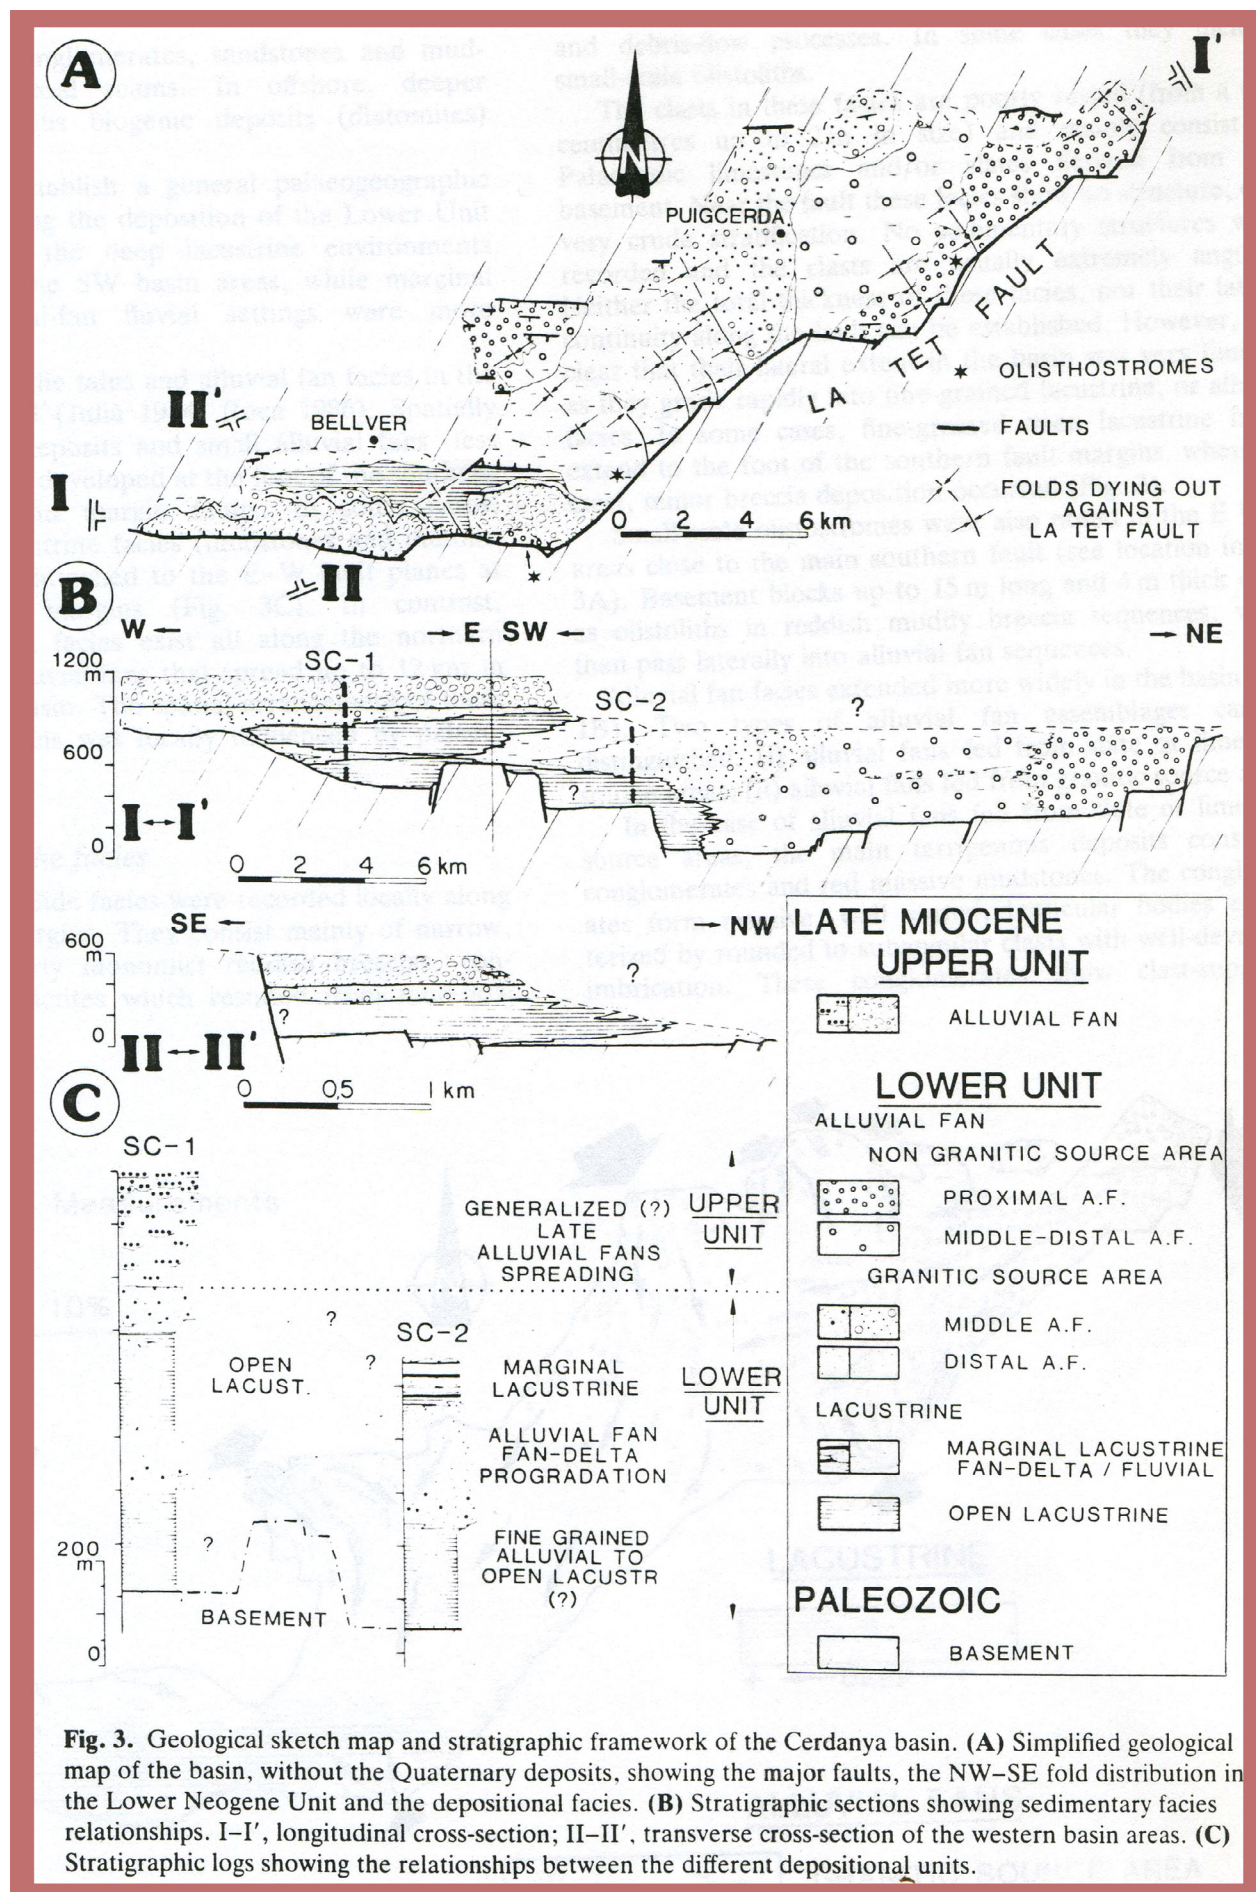 A
I'
N
PUIGCERDA
LA TET FAULT
OLISTHOSTROMES
II'
BELLVER
FAULTS
I
FOLDS DYING OUT
AGAINST
LA TET FAULT
0 2 4 6 km
II
B
W E SW NE
1200
m
SC-1
SC-2
?
600
?
I↔I'
0
0 2 4 6 km
SE NW
600
m
?
?
0
II↔II'
0 0,5 1 km
C
SC-1
GENERALIZED (?)
LATE
ALLUVIAL FANS
SPREADING
UPPER
UNIT
?
SC-2
OPEN
LACUST.
?
MARGINAL
LACUSTRINE
LOWER
UNIT
ALLUVIAL FAN
FAN-DELTA
PROGRADATION
200
m
?
FINE GRAINED
ALLUVIAL TO
OPEN LACUSTR
(?)
BASEMENT
0
LATE MIOCENE
UPPER UNIT
ALLUVIAL FAN
LOWER UNIT
ALLUVIAL FAN
NON GRANITIC SOURCE AREA
PROXIMAL A.F.
MIDDLE-DISTAL A.F.
GRANITIC SOURCE AREA
MIDDLE A.F.
DISTAL A.F.
LACUSTRINE
MARGINAL LACUSTRINE
FAN-DELTA / FLUVIAL
OPEN LACUSTRINE
PALEOZOIC
BASEMENT
Fig. 3. Geological sketch map and stratigraphic framework of the Cerdanya basin. (A) Simplified geological
map of the basin, without the Quaternary deposits, showing the major faults, the NW–SE fold distribution in
the Lower Neogene Unit and the depositional facies. (B) Stratigraphic sections showing sedimentary facies
relationships. I–I', longitudinal cross-section; II–II', transverse cross-section of the western basin areas. (C)
Stratigraphic logs showing the relationships between the different depositional units.